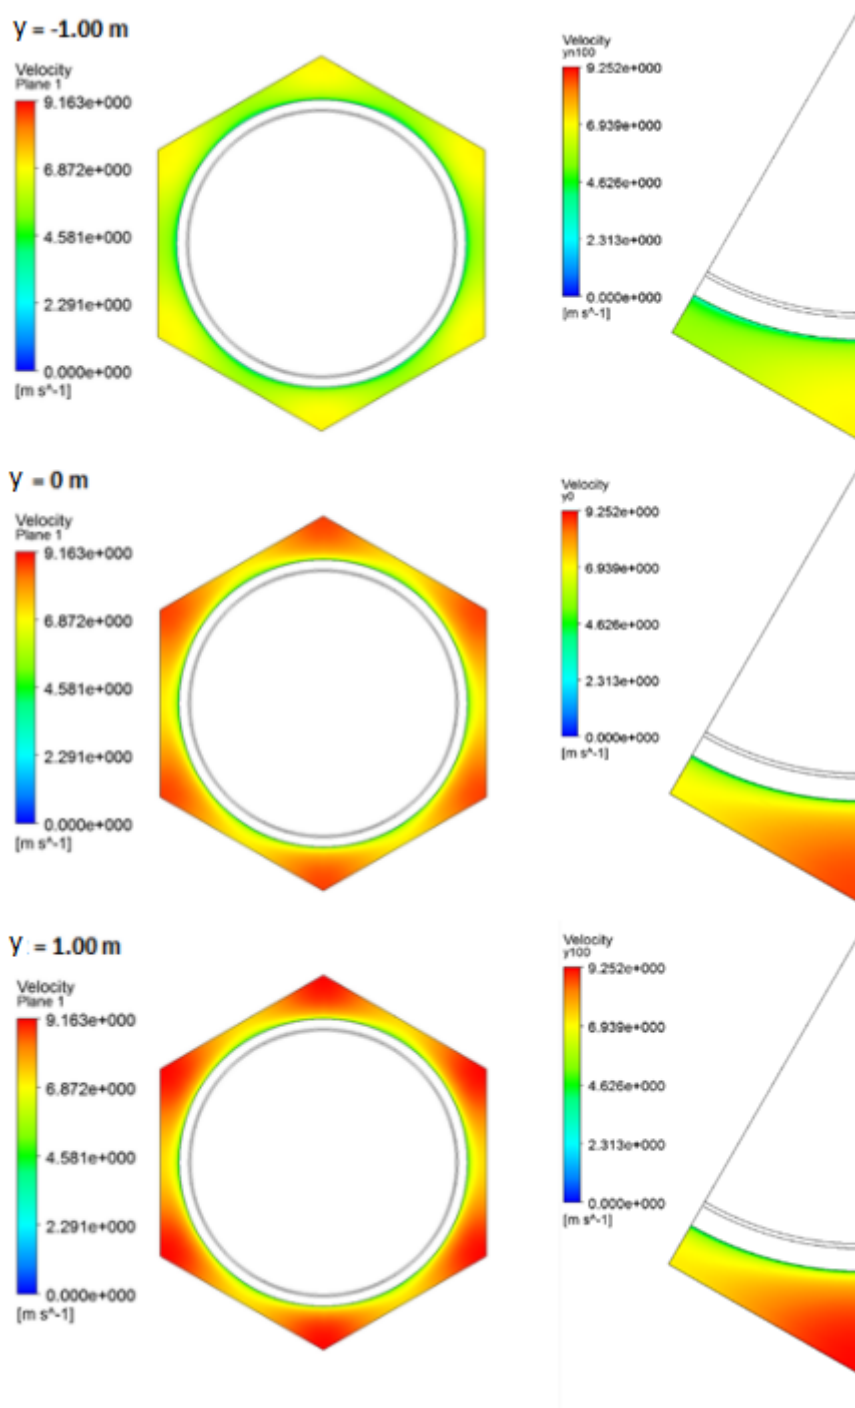 y = -1.00 m
Velocity
Plane 1
9.163e+000
6.872e+000
4.581e+000
2.291e+000
0.000e+000
[m s^-1]
Velocity
yn100
9.252e+000
6.939e+000
4.626e+000
2.313e+000
0.000e+000
[m s^-1]
y = 0 m
Velocity
Plane 1
9.163e+000
6.872e+000
4.581e+000
2.291e+000
0.000e+000
[m s^-1]
Velocity
y0
9.252e+000
6.939e+000
4.626e+000
2.313e+000
0.000e+000
[m s^-1]
y = 1.00 m
Velocity
Plane 1
9.163e+000
6.872e+000
4.581e+000
2.291e+000
0.000e+000
[m s^-1]
Velocity
y100
9.252e+000
6.939e+000
4.626e+000
2.313e+000
0.000e+000
[m s^-1]